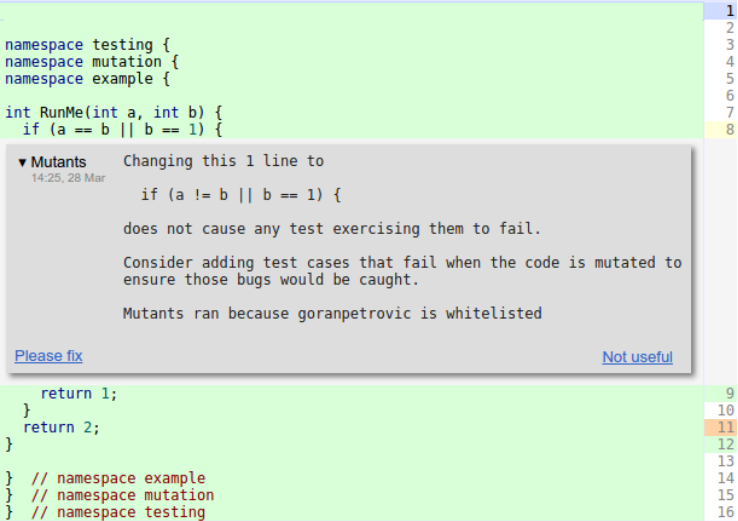 1
2
namespace testing { 3
namespace mutation { 4
namespace example { 5
6
int RunMe(int a, int b) { 7
if (a == b || b == 1) { 8
▾ Mutants
14:25, 28 Mar
Changing this 1 line to
if (a != b || b == 1) {
does not cause any test exercising them to fail.
Consider adding test cases that fail when the code is mutated to
ensure those bugs would be caught.
Mutants ran because goranpetrovic is whitelisted
Please fix Not useful
return 1; 9
} 10
return 2; 11
} 12
13
} // namespace example 14
} // namespace mutation 15
} // namespace testing 16